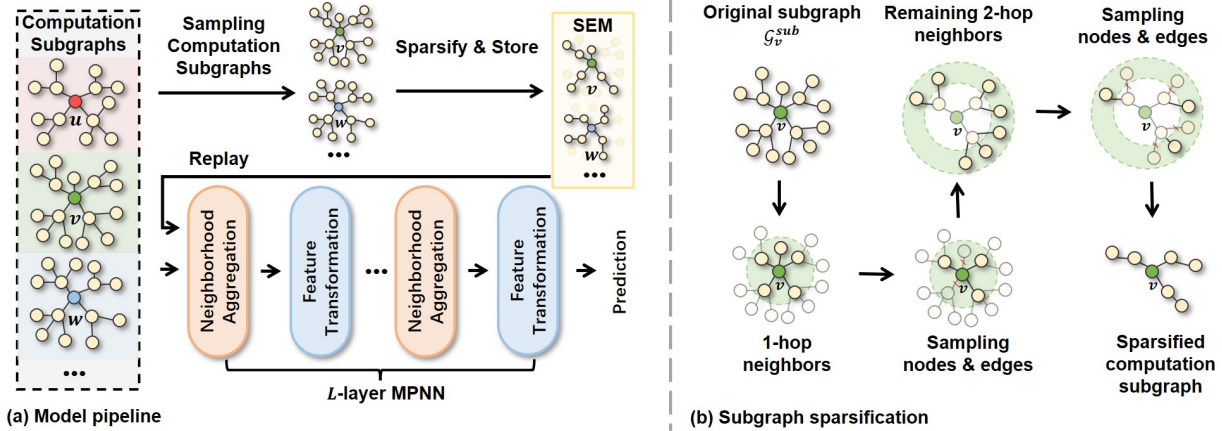 Computation
Subgraphs
u
v
w
...
Sampling
Computation
Subgraphs
v
w
...
Sparsify & Store
SEM
v
w
...
Replay
Neighborhood
Aggregation
Feature
Transformation
...
Neighborhood
Aggregation
Feature
Transformation
Prediction
L-layer MPNN
(a) Model pipeline
Original subgraph
𝒢_v^{sub}
v
1-hop
neighbors
v
Sampling
nodes & edges
v
Remaining 2-hop
neighbors
v
Sampling
nodes & edges
v
Sparsified
computation
subgraph
v
(b) Subgraph sparsification